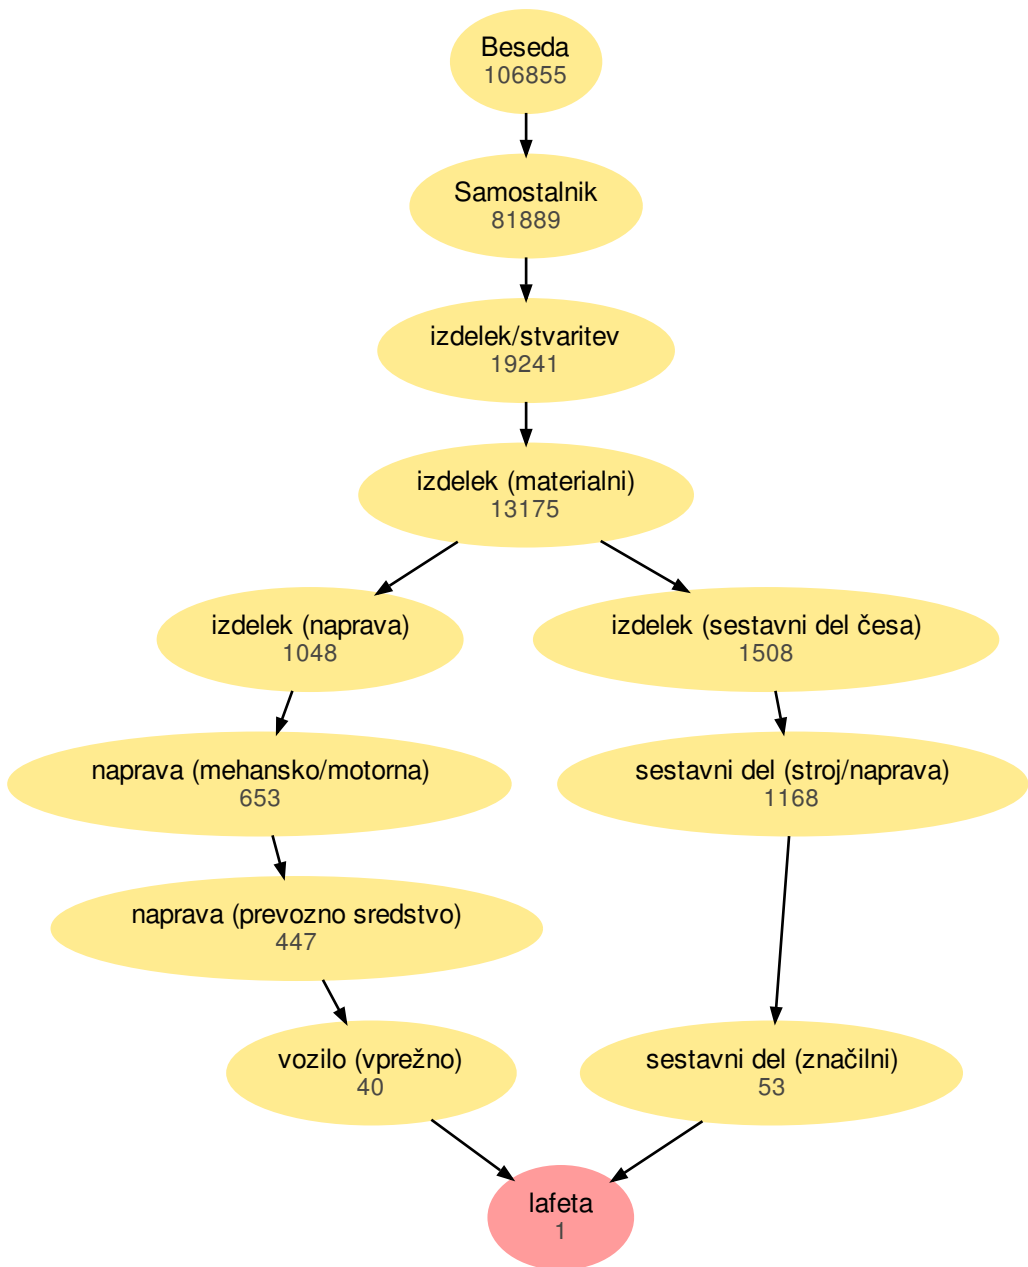 Beseda
106855
Samostalnik
81889
izdelek/stvaritev
19241
izdelek (materialni)
13175
izdelek (naprava)
1048
izdelek (sestavni del česa)
1508
naprava (mehansko/motorna)
653
sestavni del (stroj/naprava)
1168
naprava (prevozno sredstvo)
447
vozilo (vprežno)
40
sestavni del (značilni)
53
lafeta
1